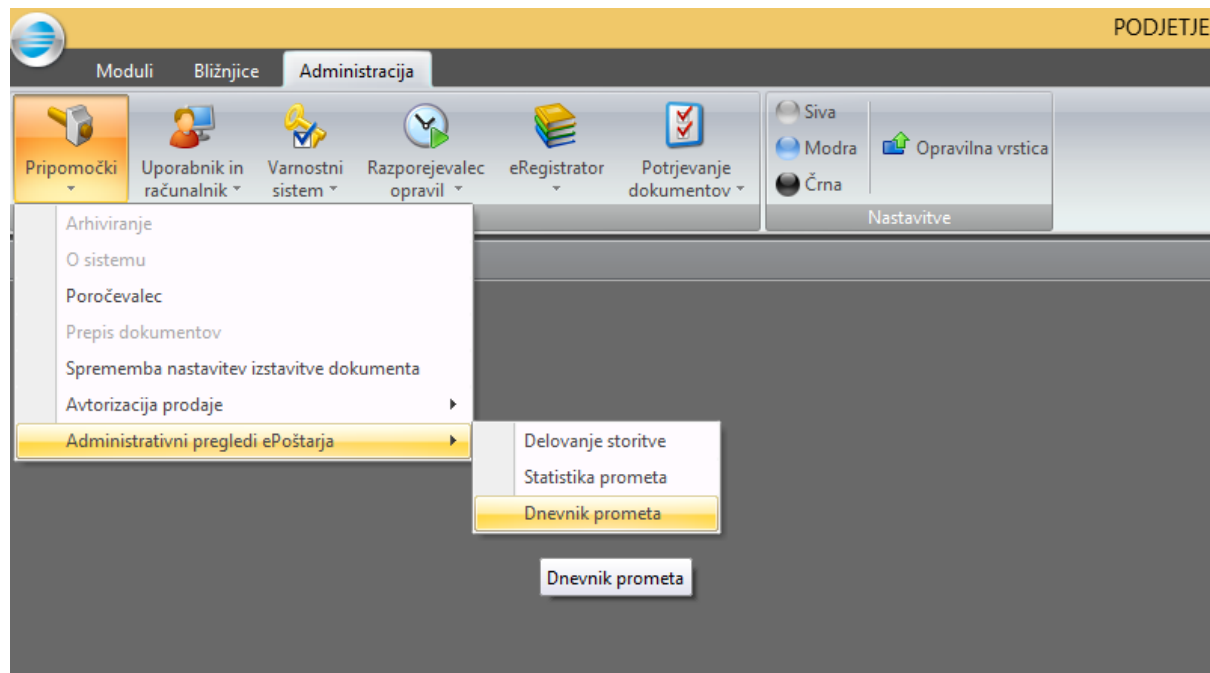 PODJETJE
Moduli Bližnjice Administracija
Pripomočki
Uporabnik in računalnik
Varnostni sistem
Razporejevalec opravil
eRegistrator
Potrjevanje dokumentov
Siva
Modra
Črna
Opravilna vrstica
Nastavitve
Arhiviranje
O sistemu
Poročevalec
Prepis dokumentov
Sprememba nastavitev izstavitve dokumenta
Avtorizacija prodaje
Administrativni pregledi ePoštarja
Delovanje storitve
Statistika prometa
Dnevnik prometa
Dnevnik prometa